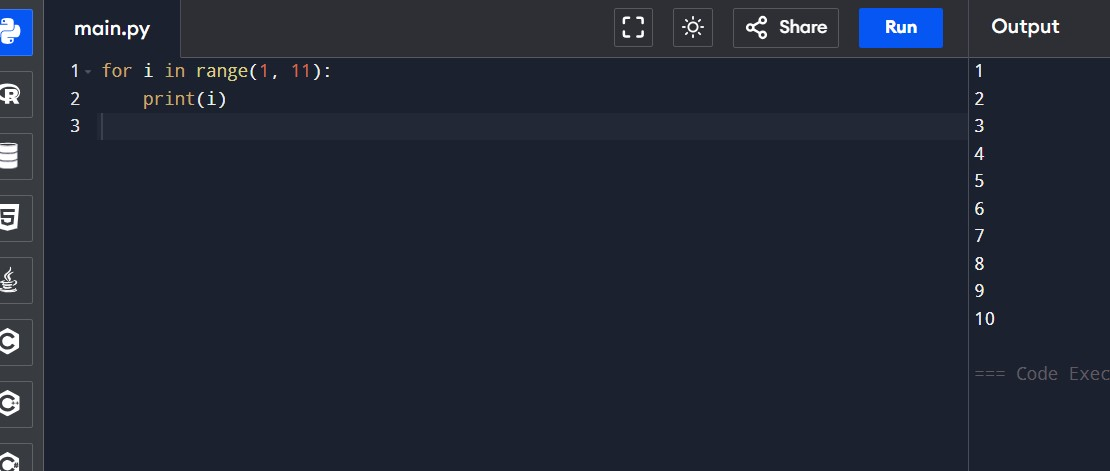 main.py
Share
Run
Output
1 for i in range(1, 11):
2     print(i)
3
1
2
3
4
5
6
7
8
9
10
=== Code Exec
R
5
C
C++
C#